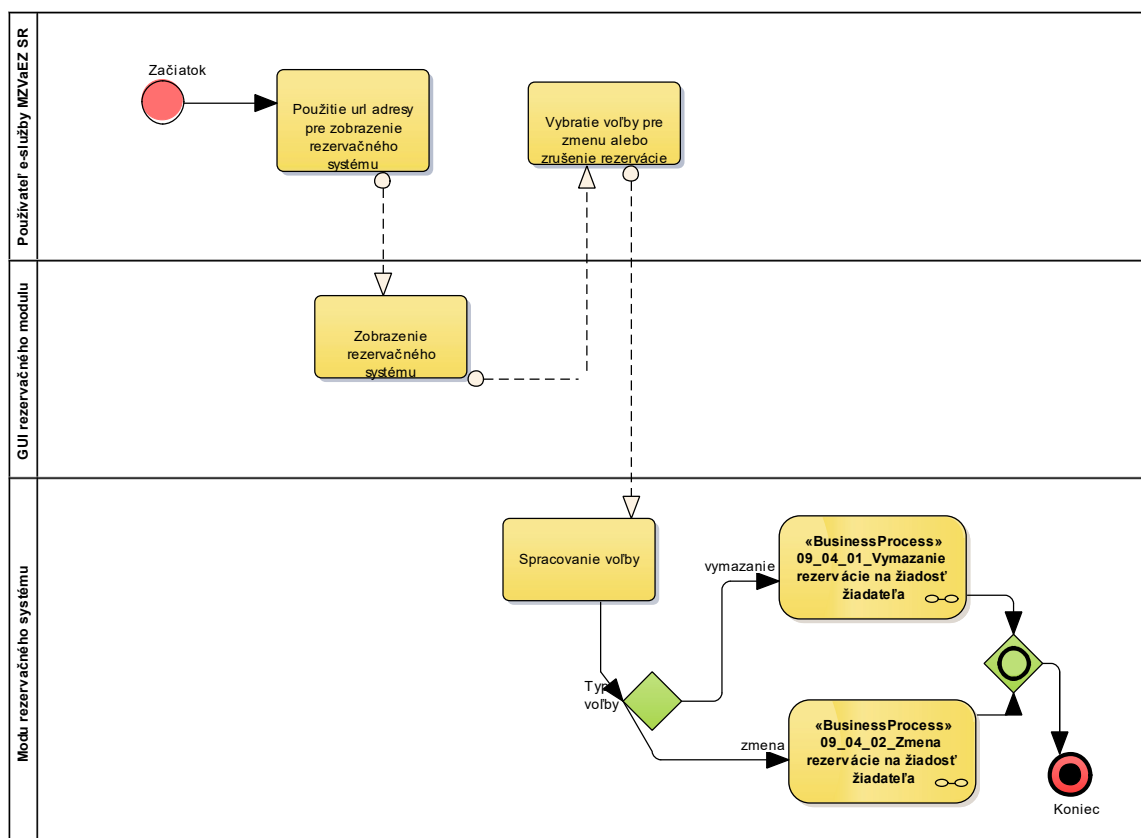 Používateľ e-služby MZVaEZ SR
Začiatok
Použitie url adresy
pre zobrazenie
rezervačného
systému
Vybratie voľby pre
zmenu alebo
zrušenie rezervácie
GUI rezervačného modulu
Zobrazenie
rezervačného
systému
Modu rezervačného systému
Spracovanie voľby
Typ
voľby
vymazanie
«BusinessProcess»
09_04_01_Vymazanie
rezervácie na žiadosť
žiadateľa
zmena
«BusinessProcess»
09_04_02_Zmena
rezervácie na žiadosť
žiadateľa
Koniec